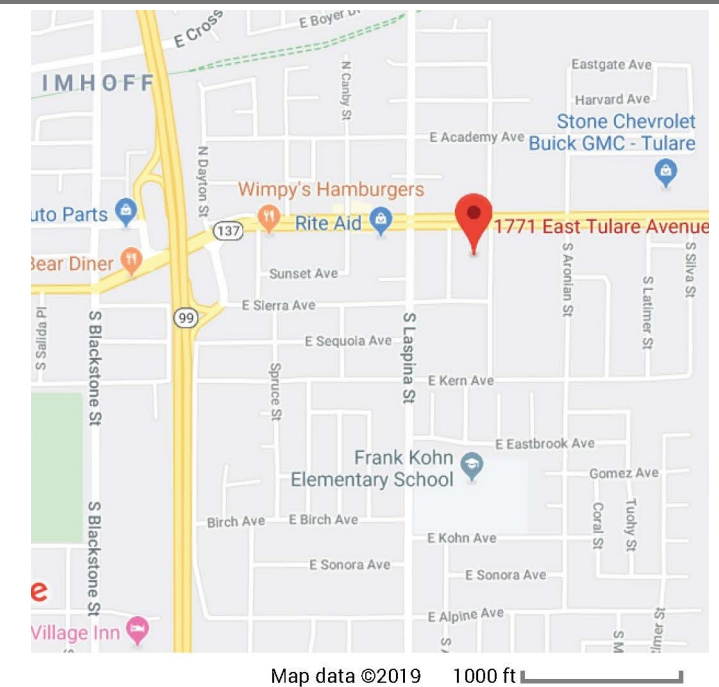 E Cross
E Boyer Dr
IMHOFF
N Canby St
Eastgate Ave
Harvard Ave
Stone Chevrolet
Buick GMC - Tulare
E Academy Ave
N Dayton St
Wimpy's Hamburgers
uto Parts
137
Rite Aid
1771 East Tulare Avenue
Bear Diner
Sunset Ave
S Aronian St
S Latimer St
S Silva St
99
E Sierra Ave
S Salida Pl
S Blackstone St
E Sequoia Ave
S Laspina St
Spruce St
E Kern Ave
E Eastbrook Ave
Frank Kohn
Elementary School
Gomez Ave
Coral St
Tuohy St
S Blackstone St
Birch Ave
E Birch Ave
E Kohn Ave
E Sonora Ave
E Sonora Ave
e
E Alpine Ave
imer St
Village Inn
S M
Map data ©2019
1000 ft